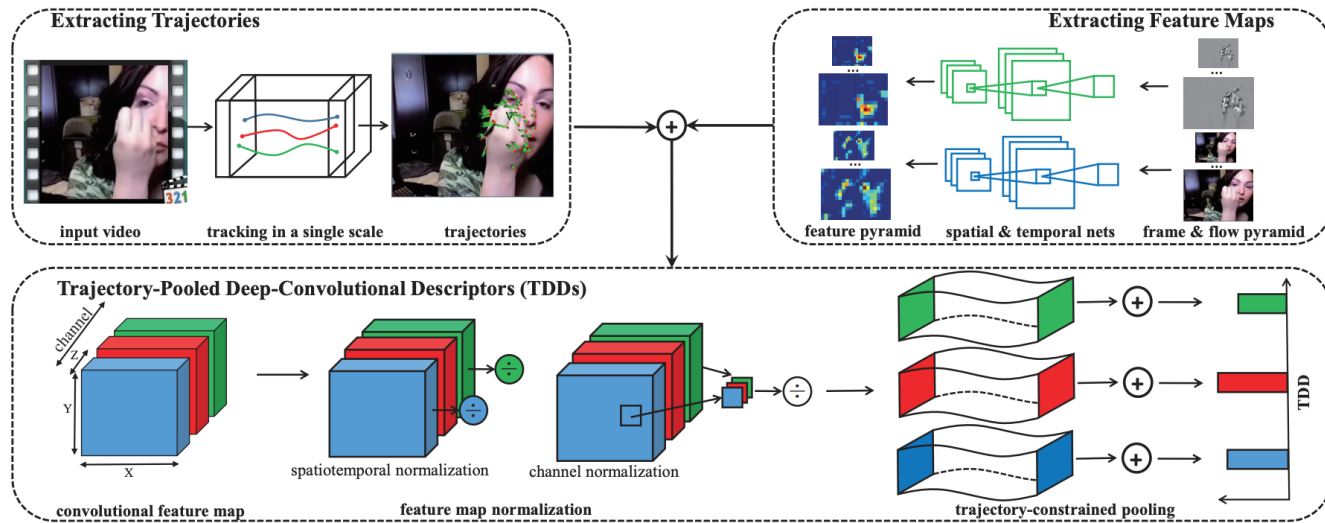 Extracting Trajectories
321
input video
tracking in a single scale
trajectories
Extracting Feature Maps
...
...
...
...
feature pyramid
spatial & temporal nets
frame & flow pyramid
+
Trajectory-Pooled Deep-Convolutional Descriptors (TDDs)
channel
Z
Y
X
convolutional feature map
÷
÷
spatiotemporal normalization
÷
channel normalization
feature map normalization
+
+
+
trajectory-constrained pooling
TDD